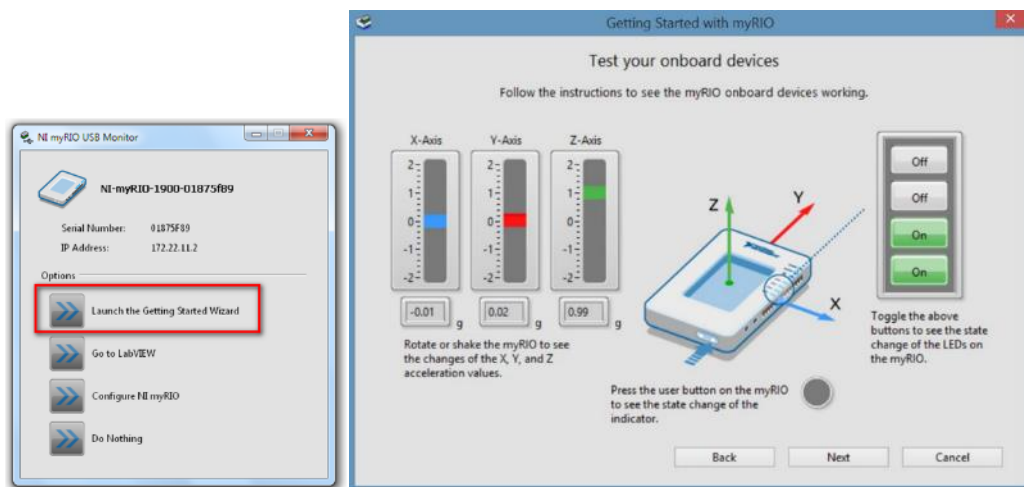 NI myRIO USB Monitor
NI-myRIO-1900-01875f89
Serial Number: 01875F89
IP Address: 172.22.11.2
Options
Launch the Getting Started Wizard
Go to LabVIEW
Configure NI myRIO
Do Nothing
Getting Started with myRIO
Test your onboard devices
Follow the instructions to see the myRIO onboard devices working.
X-Axis Y-Axis Z-Axis
2 2 2
1 1 1
0 0 0
-1 -1 -1
-2 -2 -2
-0.01 g 0.02 g 0.99 g
Rotate or shake the myRIO to see
the changes of the X, Y, and Z
acceleration values.
Z
Y
X
Press the user button on the myRIO
to see the state change of the
indicator.
Off
Off
On
On
Toggle the above
buttons to see the state
change of the LEDs on
the myRIO.
Back Next Cancel